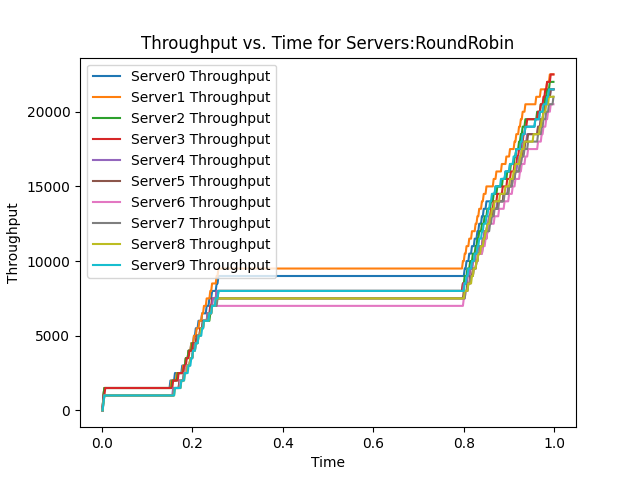 Throughput vs. Time for Servers:RoundRobin
Server0 Throughput
Server1 Throughput
Server2 Throughput
Server3 Throughput
Server4 Throughput
Server5 Throughput
Server6 Throughput
Server7 Throughput
Server8 Throughput
Server9 Throughput
Throughput
20000
15000
10000
5000
0
0.0 0.2 0.4 0.6 0.8 1.0
Time